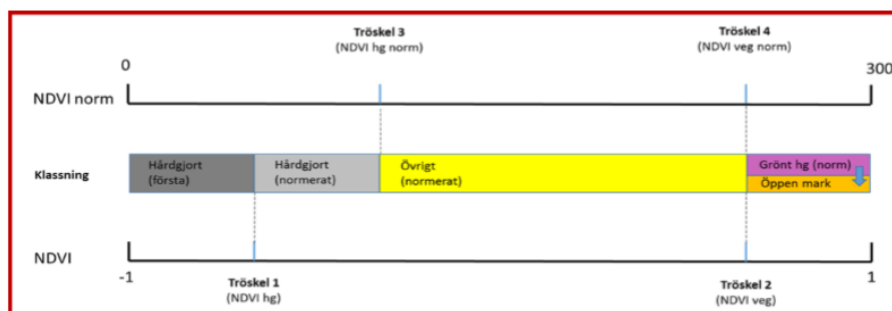 Tröskel 3
(NDVI hg norm)
Tröskel 4
(NDVI veg norm)
0
300
NDVI norm
Klassning
Hårdgjort
(första)
Hårdgjort
(normerat)
Övrigt
(normerat)
Grönt hg (norm)
Öppen mark
NDVI
-1
1
Tröskel 1
(NDVI hg)
Tröskel 2
(NDVI veg)